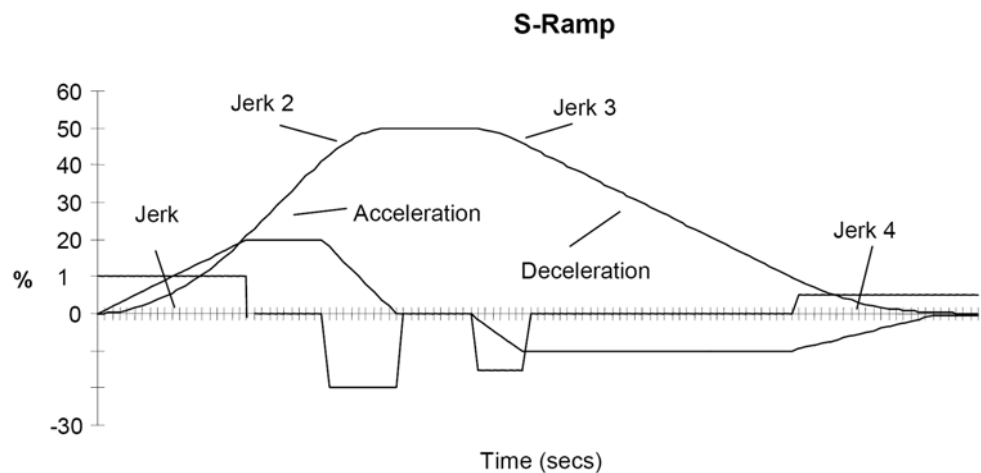 S-Ramp
60
Jerk 2
Jerk 3
50
40
30
Jerk
Acceleration
20
Jerk 4
Deceleration
%
1
0
-30
Time (secs)